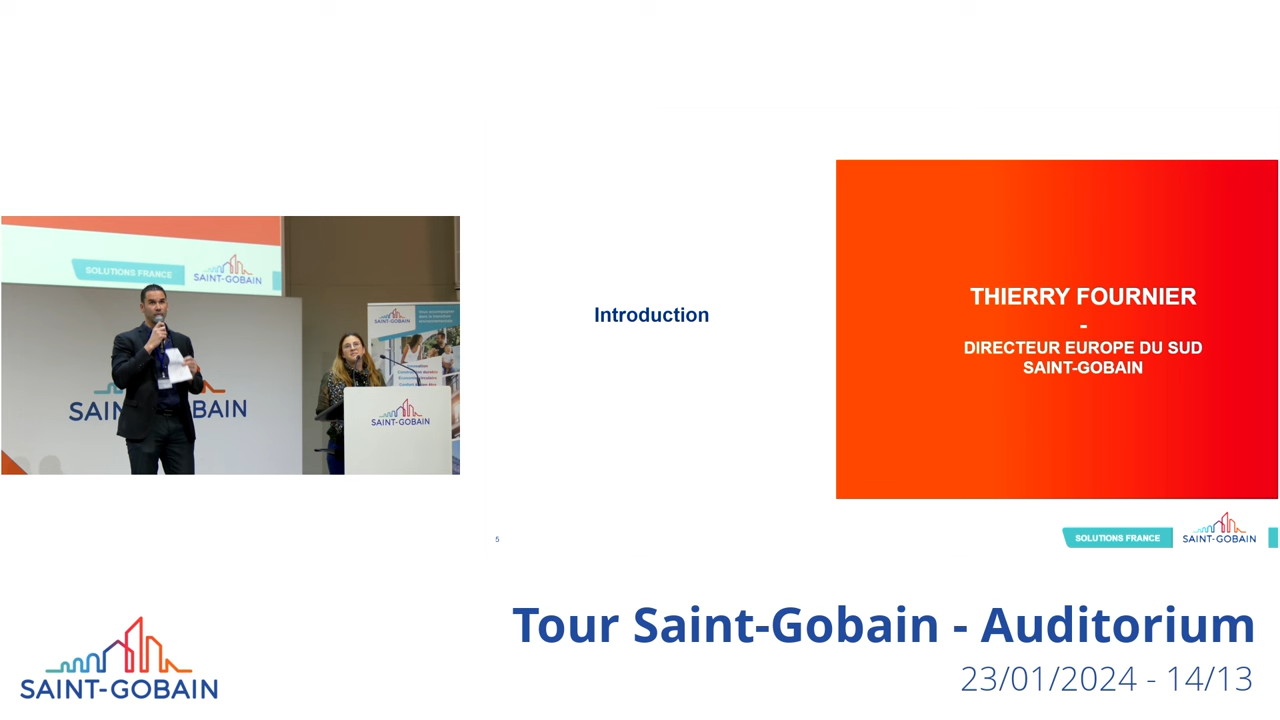 SOLUTIONS FRANCE
SAINT-GOBAIN
SAINT-GOBAIN
SAINT-GOBAIN
Introduction
THIERRY FOURNIER
-
DIRECTEUR EUROPE DU SUD
SAINT-GOBAIN
5
SOLUTIONS FRANCE
SAINT-GOBAIN
Tour Saint-Gobain - Auditorium
23/01/2024 - 14/13
SAINT-GOBAIN